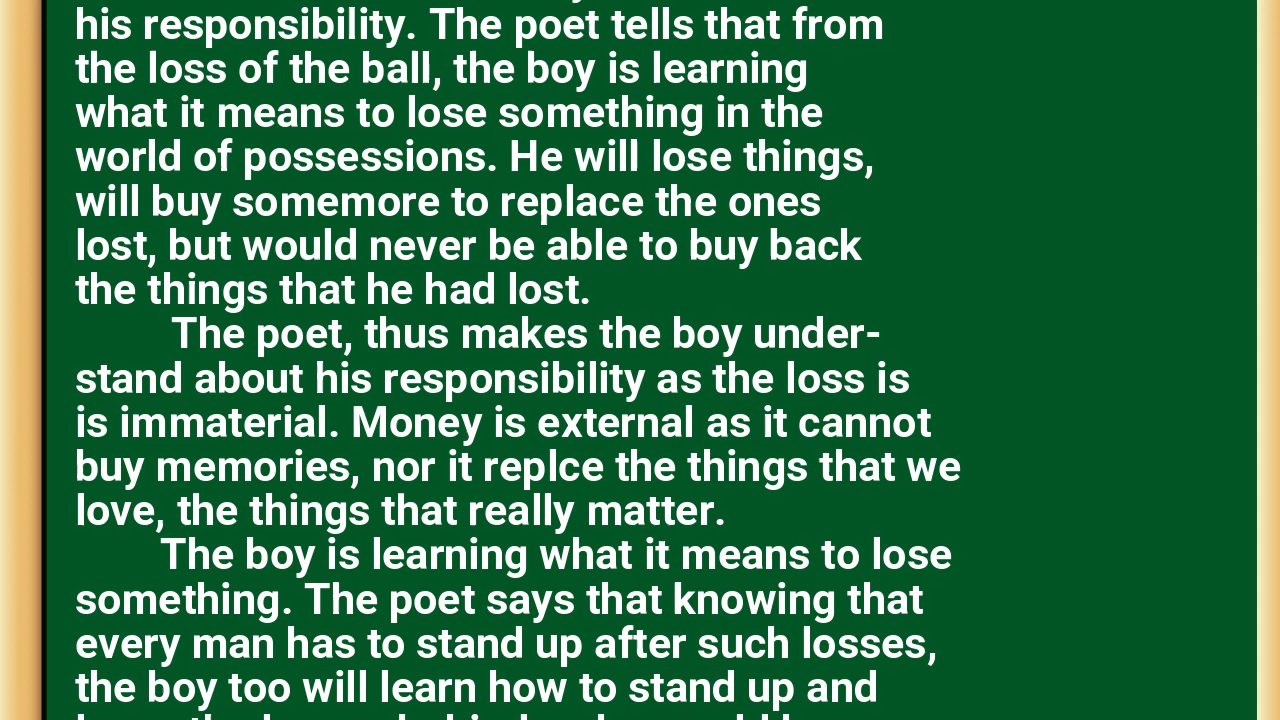 his responsibility. The poet tells that from
the loss of the ball, the boy is learning
what it means to lose something in the
world of possessions. He will lose things,
will buy somemore to replace the ones
lost, but would never be able to buy back
the things that he had lost.
The poet, thus makes the boy under-
stand about his responsibility as the loss is
is immaterial. Money is external as it cannot
buy memories, nor it replce the things that we
love, the things that really matter.
The boy is learning what it means to lose
something. The poet says that knowing that
every man has to stand up after such losses,
the boy too will learn how to stand up and